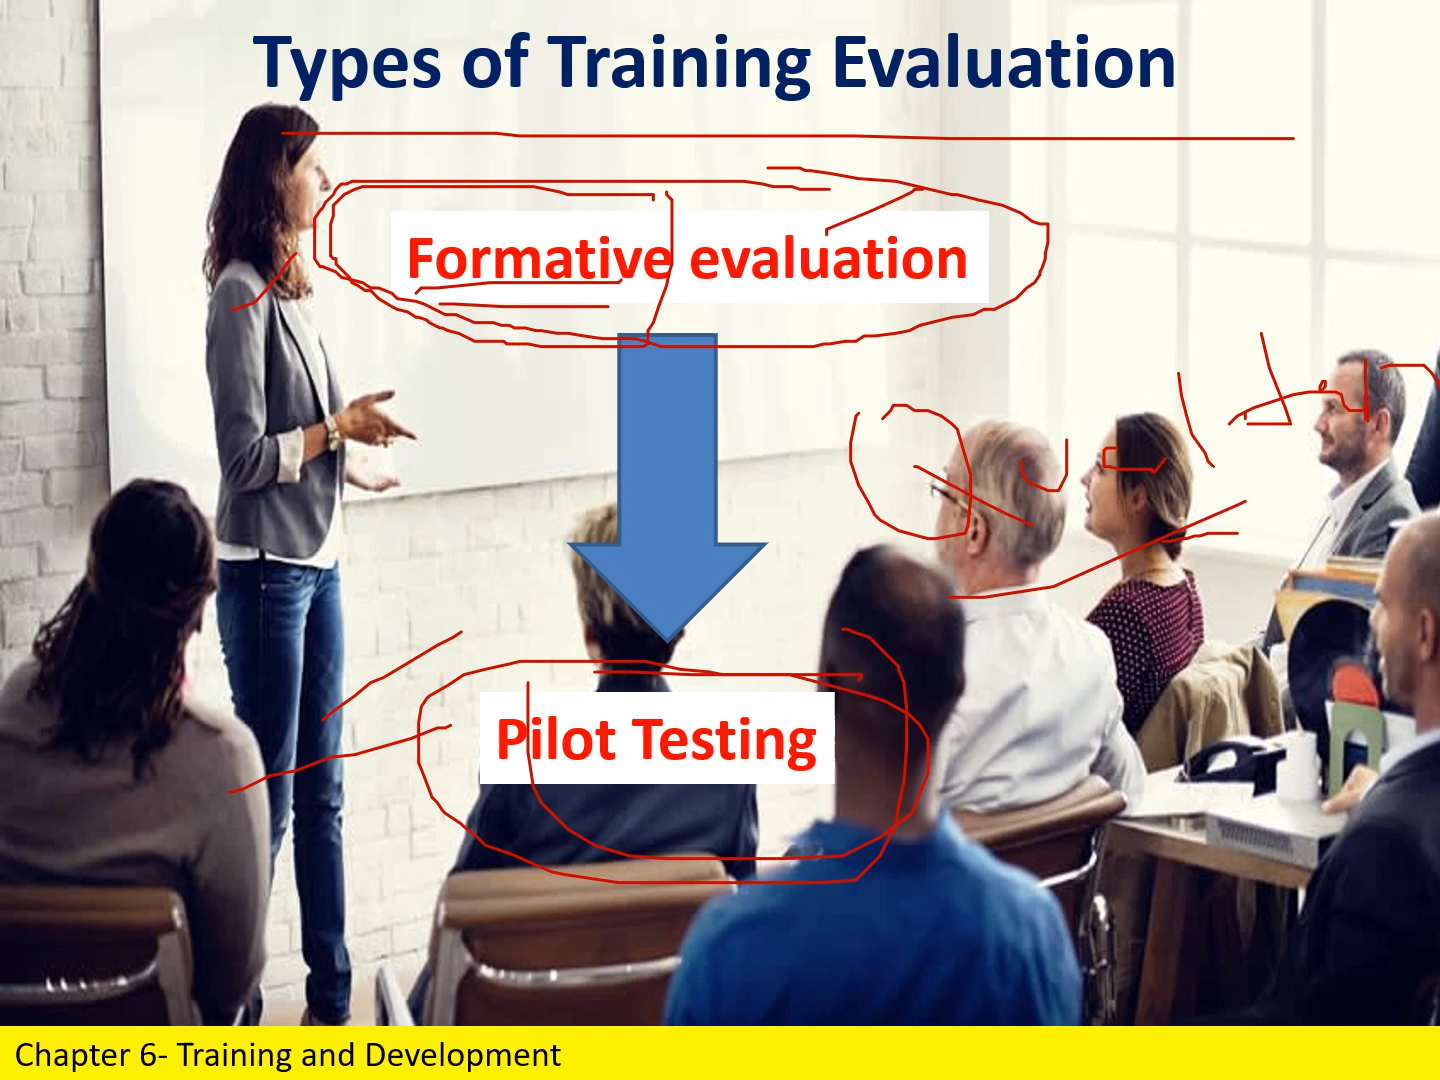 Types of Training Evaluation
Formative evaluation
Pilot Testing
Chapter 6- Training and Development